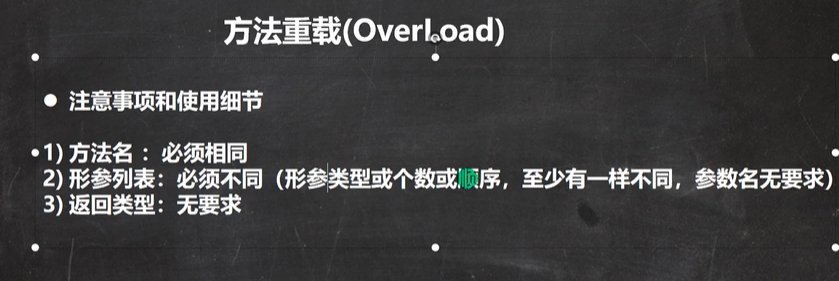 方法重载(OverLoad)
● 注意事项和使用细节
1) 方法名：必须相同
2) 形参列表：必须不同（形参类型或个数或顺序，至少有一样不同，参数名无要求）
3) 返回类型：无要求